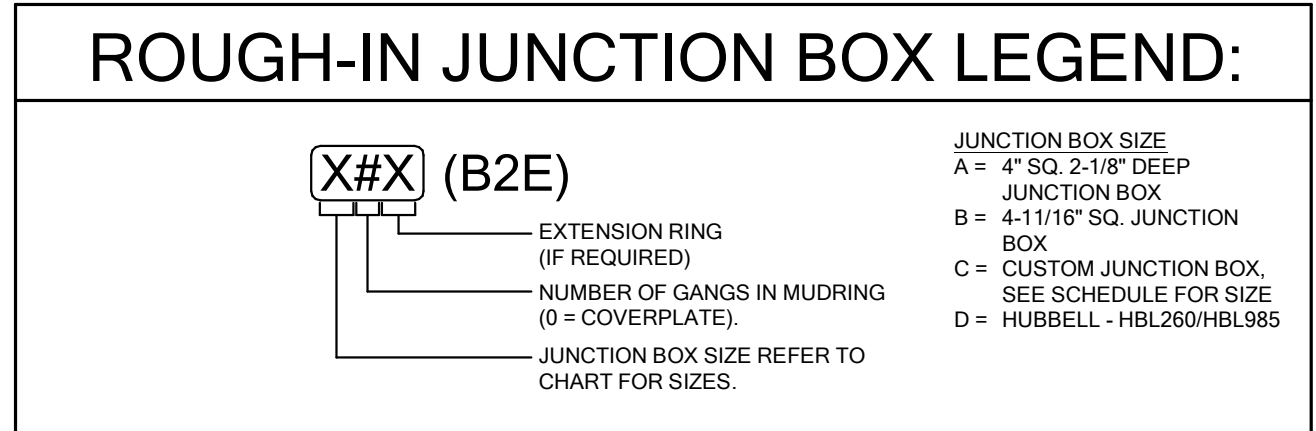 ROUGH-IN JUNCTION BOX LEGEND:
X#X (B2E)
EXTENSION RING
(IF REQUIRED)
NUMBER OF GANGS IN MUDRING
(0 = COVERPLATE).
JUNCTION BOX SIZE REFER TO
CHART FOR SIZES.
JUNCTION BOX SIZE
A = 4" SQ. 2-1/8" DEEP
JUNCTION BOX
B = 4-11/16" SQ. JUNCTION
BOX
C = CUSTOM JUNCTION BOX,
SEE SCHEDULE FOR SIZE
D = HUBBELL - HBL260/HBL985